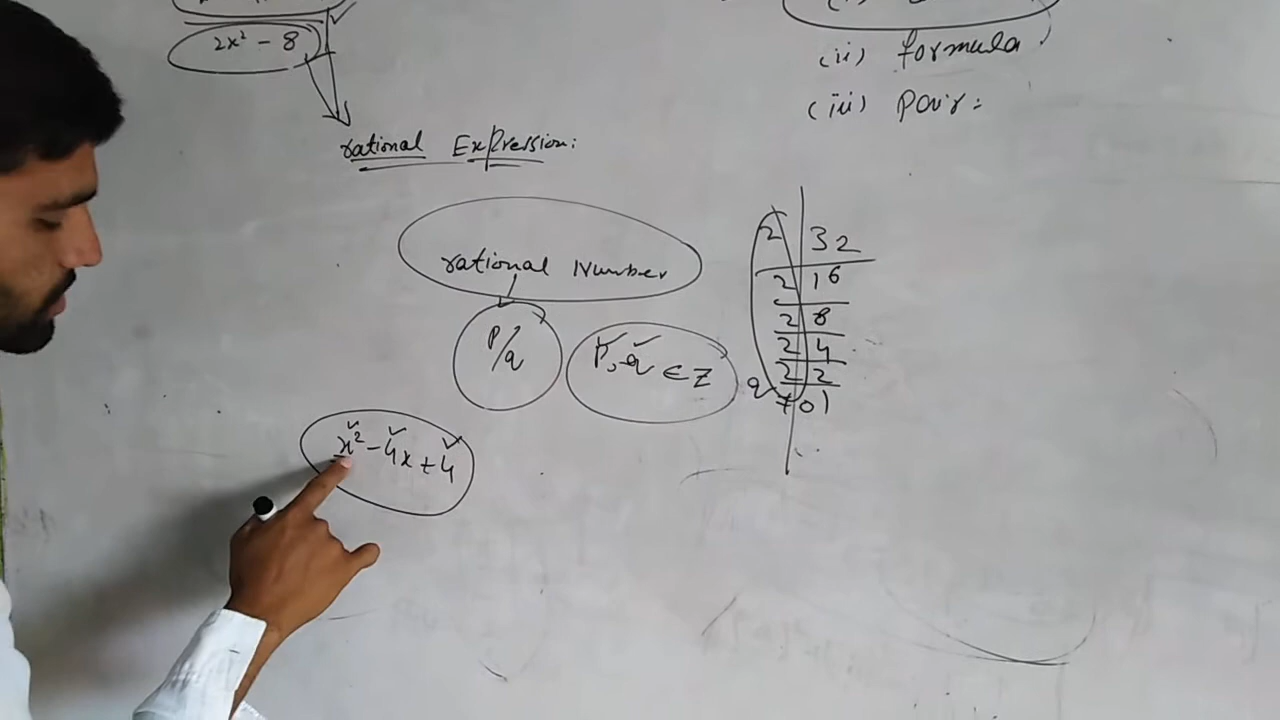 2x² - 8
(ii) formula
(iii) Pair:
rational Expression:
rational Number
P/q
P, q ∈ Z
x² - 4x + 4
2 | 32
2 | 16
2 | 8
2 | 4
2 | 2
1